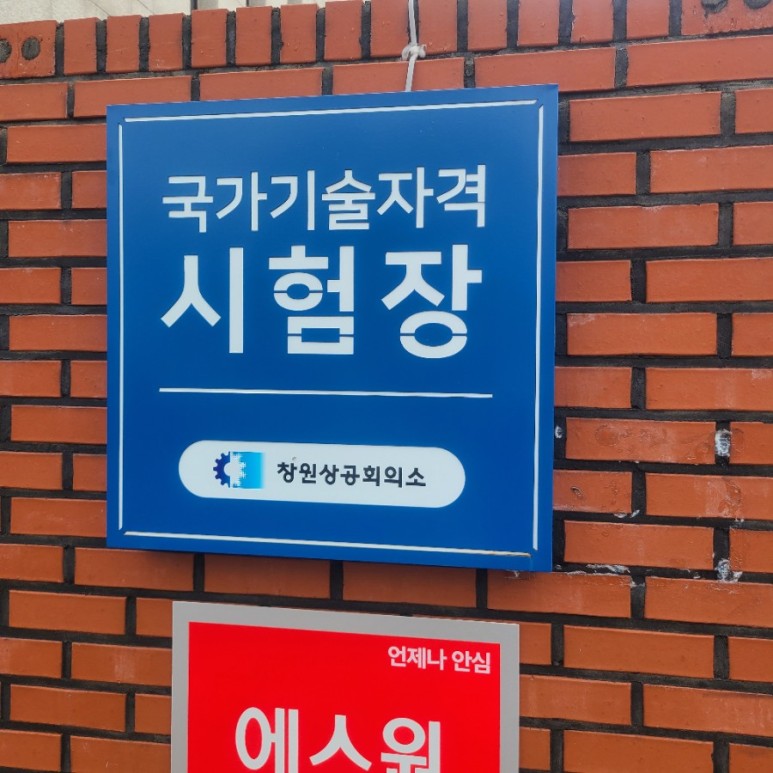 국가기술자격
시험장
창원상공회의소
언제나 안심
에스원